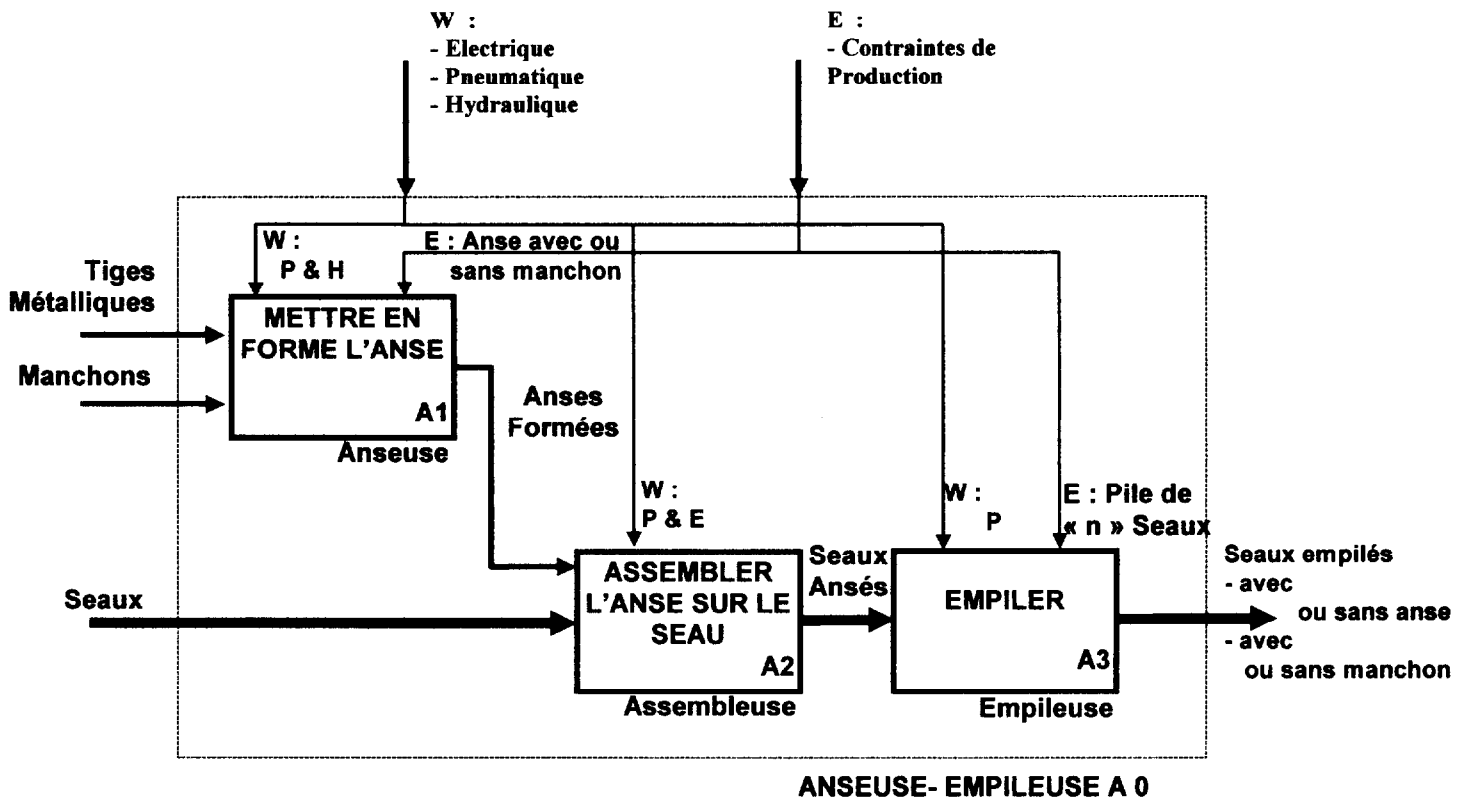 W :
- Electrique
- Pneumatique
- Hydraulique
E :
- Contraintes de
Production
W :
P & H
E : Anse avec ou
sans manchon
Tiges
Métalliques
Manchons
METTRE EN
FORME L'ANSE
A1
Anseuse
Anses
Formées
W :
P & E
W :
P
E : Pile de
« n » Seaux
Seaux
ASSEMBLER
L'ANSE SUR LE
SEAU
A2
Assembleuse
Seaux
Ansés
EMPILER
A3
Empileuse
Seaux empilés
- avec
ou sans anse
- avec
ou sans manchon
ANSEUSE- EMPILEUSE A 0